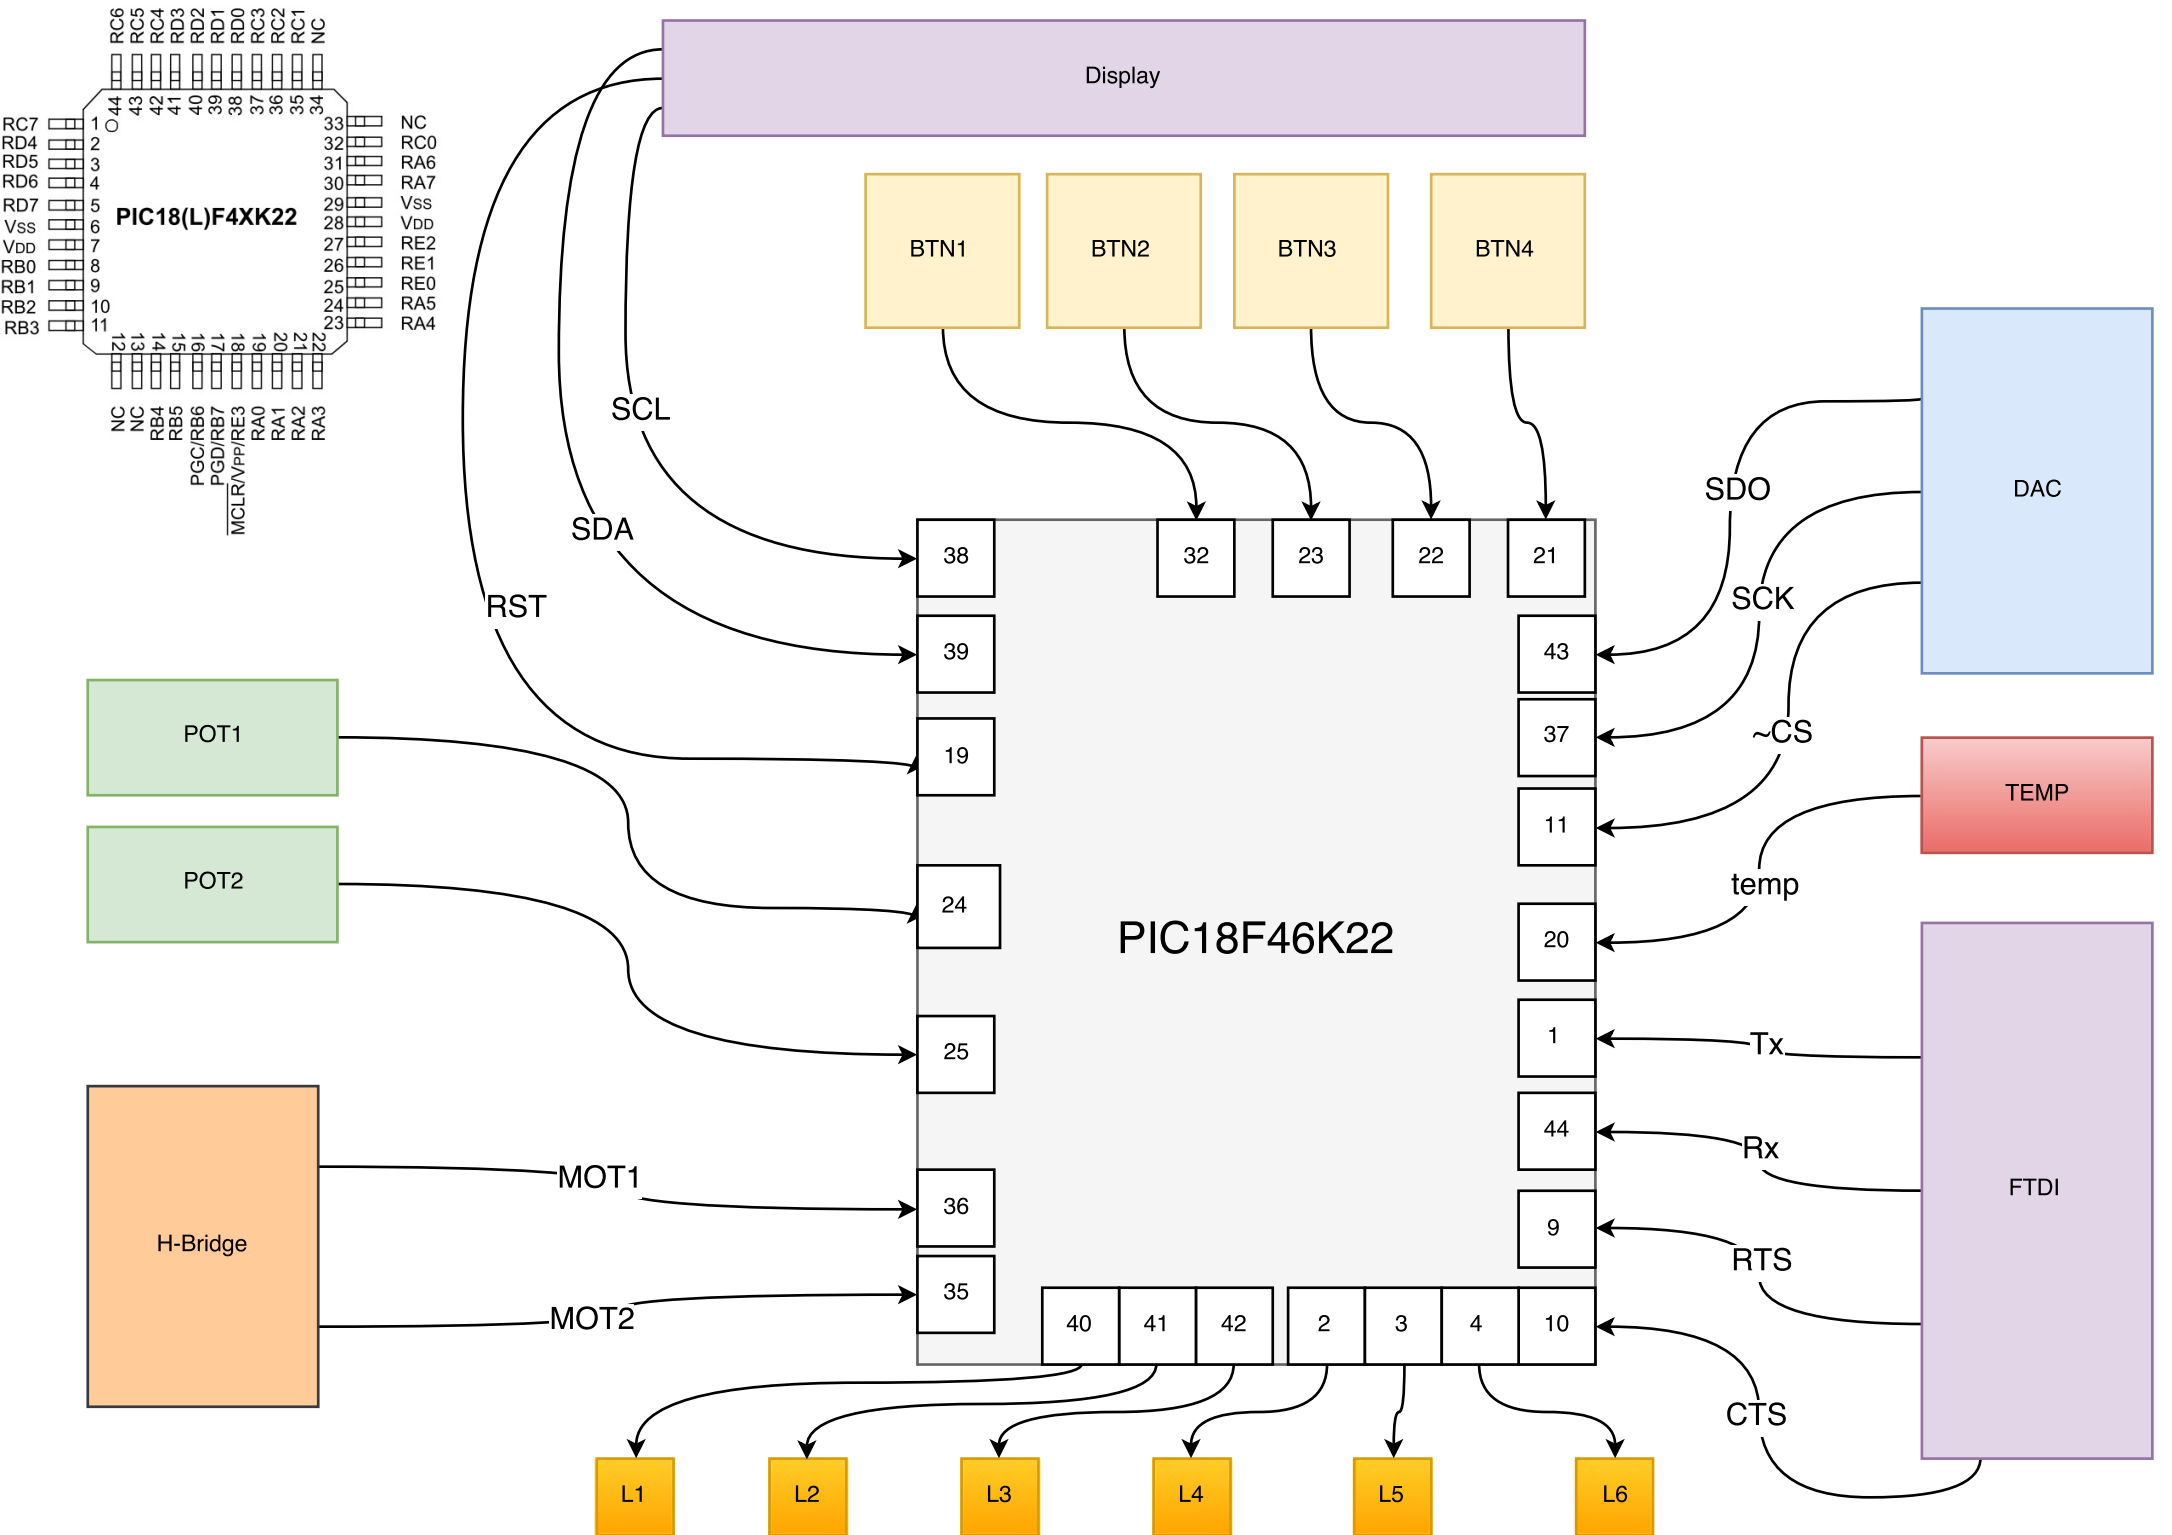 RC6
RC5
RC4
RD3
RD2
RD1
RD0
RC3
RC2
RC1
NC
44
43
42
41
40
39
38
37
36
35
34
RC7
RD4
RD5
RD6
RD7
VSS
VDD
RB0
RB1
RB2
RB3
1
2
3
4
5
6
7
8
9
10
11
PIC18(L)F4XK22
33
32
31
30
29
28
27
26
25
24
23
NC
RC0
RA6
RA7
VSS
VDD
RE2
RE1
RE0
RA5
RA4
12
13
14
15
16
17
18
19
20
21
22
NC
NC
RB4
RB5
PGC/RB6
PGD/RB7
MCLR/VPP/RE3
RA0
RA1
RA2
RA3
Display
BTN1
BTN2
BTN3
BTN4
SCL
SDA
RST
SDO
SCK
~CS
DAC
TEMP
temp
POT1
POT2
H-Bridge
MOT1
MOT2
38
39
19
24
25
36
35
32
23
22
21
43
37
11
20
1
44
9
PIC18F46K22
40
41
42
2
3
4
10
Tx
Rx
RTS
CTS
FTDI
L1
L2
L3
L4
L5
L6